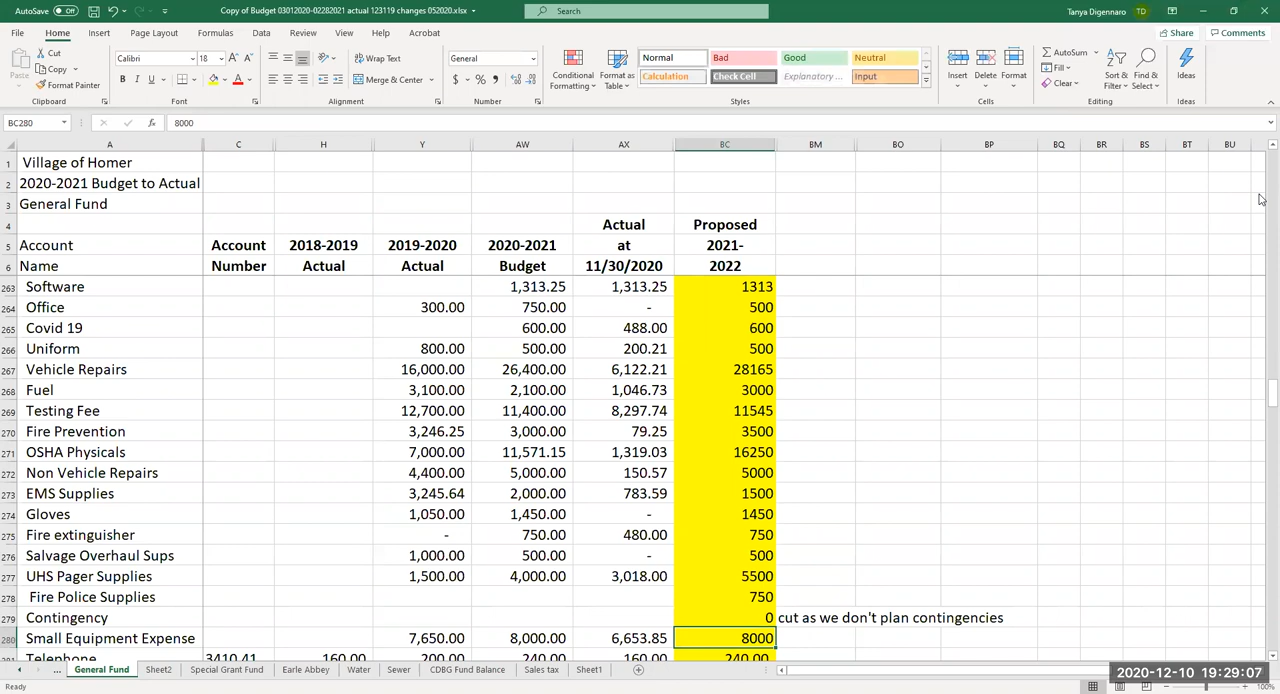 AutoSave Off Copy of Budget 03012020-02282021 actual 123119 changes 052020.xlsx Search Tanya Digennaro TD
File Home Insert Page Layout Formulas Data Review View Help Acrobat Share Comments
Paste Cut Copy Format Painter Clipboard
Calibri 18 B I U Font
Wrap Text Merge & Center Alignment
General $ % Number
Conditional Formatting Format as Table Normal Bad Good Neutral Calculation Check Cell Explanatory ... Input Styles
Insert Delete Format Cells
AutoSum Fill Clear Sort & Filter Find & Select Editing
Ideas Ideas
BC280 fx 8000
A C H Y AW AX BC BM BO BP BQ BR BS BT BU
1 Village of Homer
2 2020-2021 Budget to Actual
3 General Fund
4 Actual Proposed
5 Account Account 2018-2019 2019-2020 2020-2021 at 2021-
6 Name Number Actual Actual Budget 11/30/2020 2022
263 Software 1,313.25 1,313.25 1313
264 Office 300.00 750.00 - 500
265 Covid 19 600.00 488.00 600
266 Uniform 800.00 500.00 200.21 500
267 Vehicle Repairs 16,000.00 26,400.00 6,122.21 28165
268 Fuel 3,100.00 2,100.00 1,046.73 3000
269 Testing Fee 12,700.00 11,400.00 8,297.74 11545
270 Fire Prevention 3,246.25 3,000.00 79.25 3500
271 OSHA Physicals 7,000.00 11,571.15 1,319.03 16250
272 Non Vehicle Repairs 4,400.00 5,000.00 150.57 5000
273 EMS Supplies 3,245.64 2,000.00 783.59 1500
274 Gloves 1,050.00 1,450.00 - 1450
275 Fire extinguisher - 750.00 480.00 750
276 Salvage Overhaul Sups 1,000.00 500.00 - 500
277 UHS Pager Supplies 1,500.00 4,000.00 3,018.00 5500
278 Fire Police Supplies 750
279 Contingency 0 cut as we don't plan contingencies
280 Small Equipment Expense 7,650.00 8,000.00 6,653.85 8000
281 Telephone 3410.41 160.00 200.00 240.00 160.00 240.00
... General Fund Sheet2 Special Grant Fund Earle Abbey Water Sewer CDBG Fund Balance Sales tax Sheet1
2020-12-10 19:29:07
Ready 100%